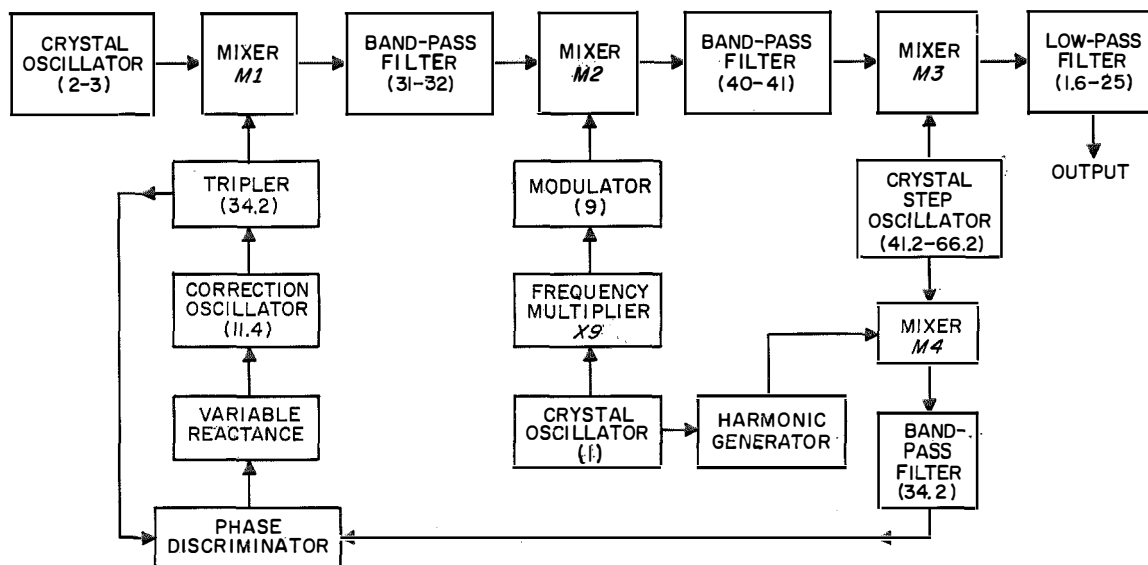 CRYSTAL
OSCILLATOR
(2-3)
MIXER
M1
BAND-PASS
FILTER
(31-32)
MIXER
M2
BAND-PASS
FILTER
(40-41)
MIXER
M3
LOW-PASS
FILTER
(1.6-25)
OUTPUT
TRIPLER
(34.2)
MODULATOR
(9)
CRYSTAL
STEP
OSCILLATOR
(41.2-66.2)
CORRECTION
OSCILLATOR
(11.4)
FREQUENCY
MULTIPLIER
X9
MIXER
M4
VARIABLE
REACTANCE
CRYSTAL
OSCILLATOR
(1)
HARMONIC
GENERATOR
BAND-
PASS
FILTER
(34.2)
PHASE
DISCRIMINATOR